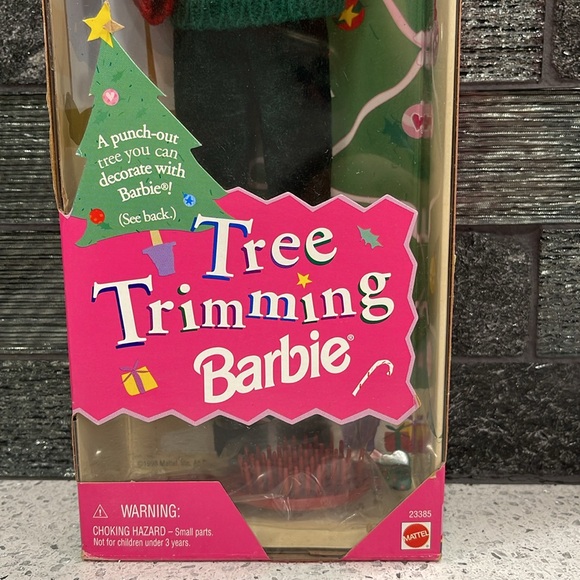 A punch-out
tree you can
decorate with
Barbie®!
(See back.)
Tree
Trimming
Barbie®
⚠ WARNING:
CHOKING HAZARD – Small parts.
Not for children under 3 years.
23385
MATTEL